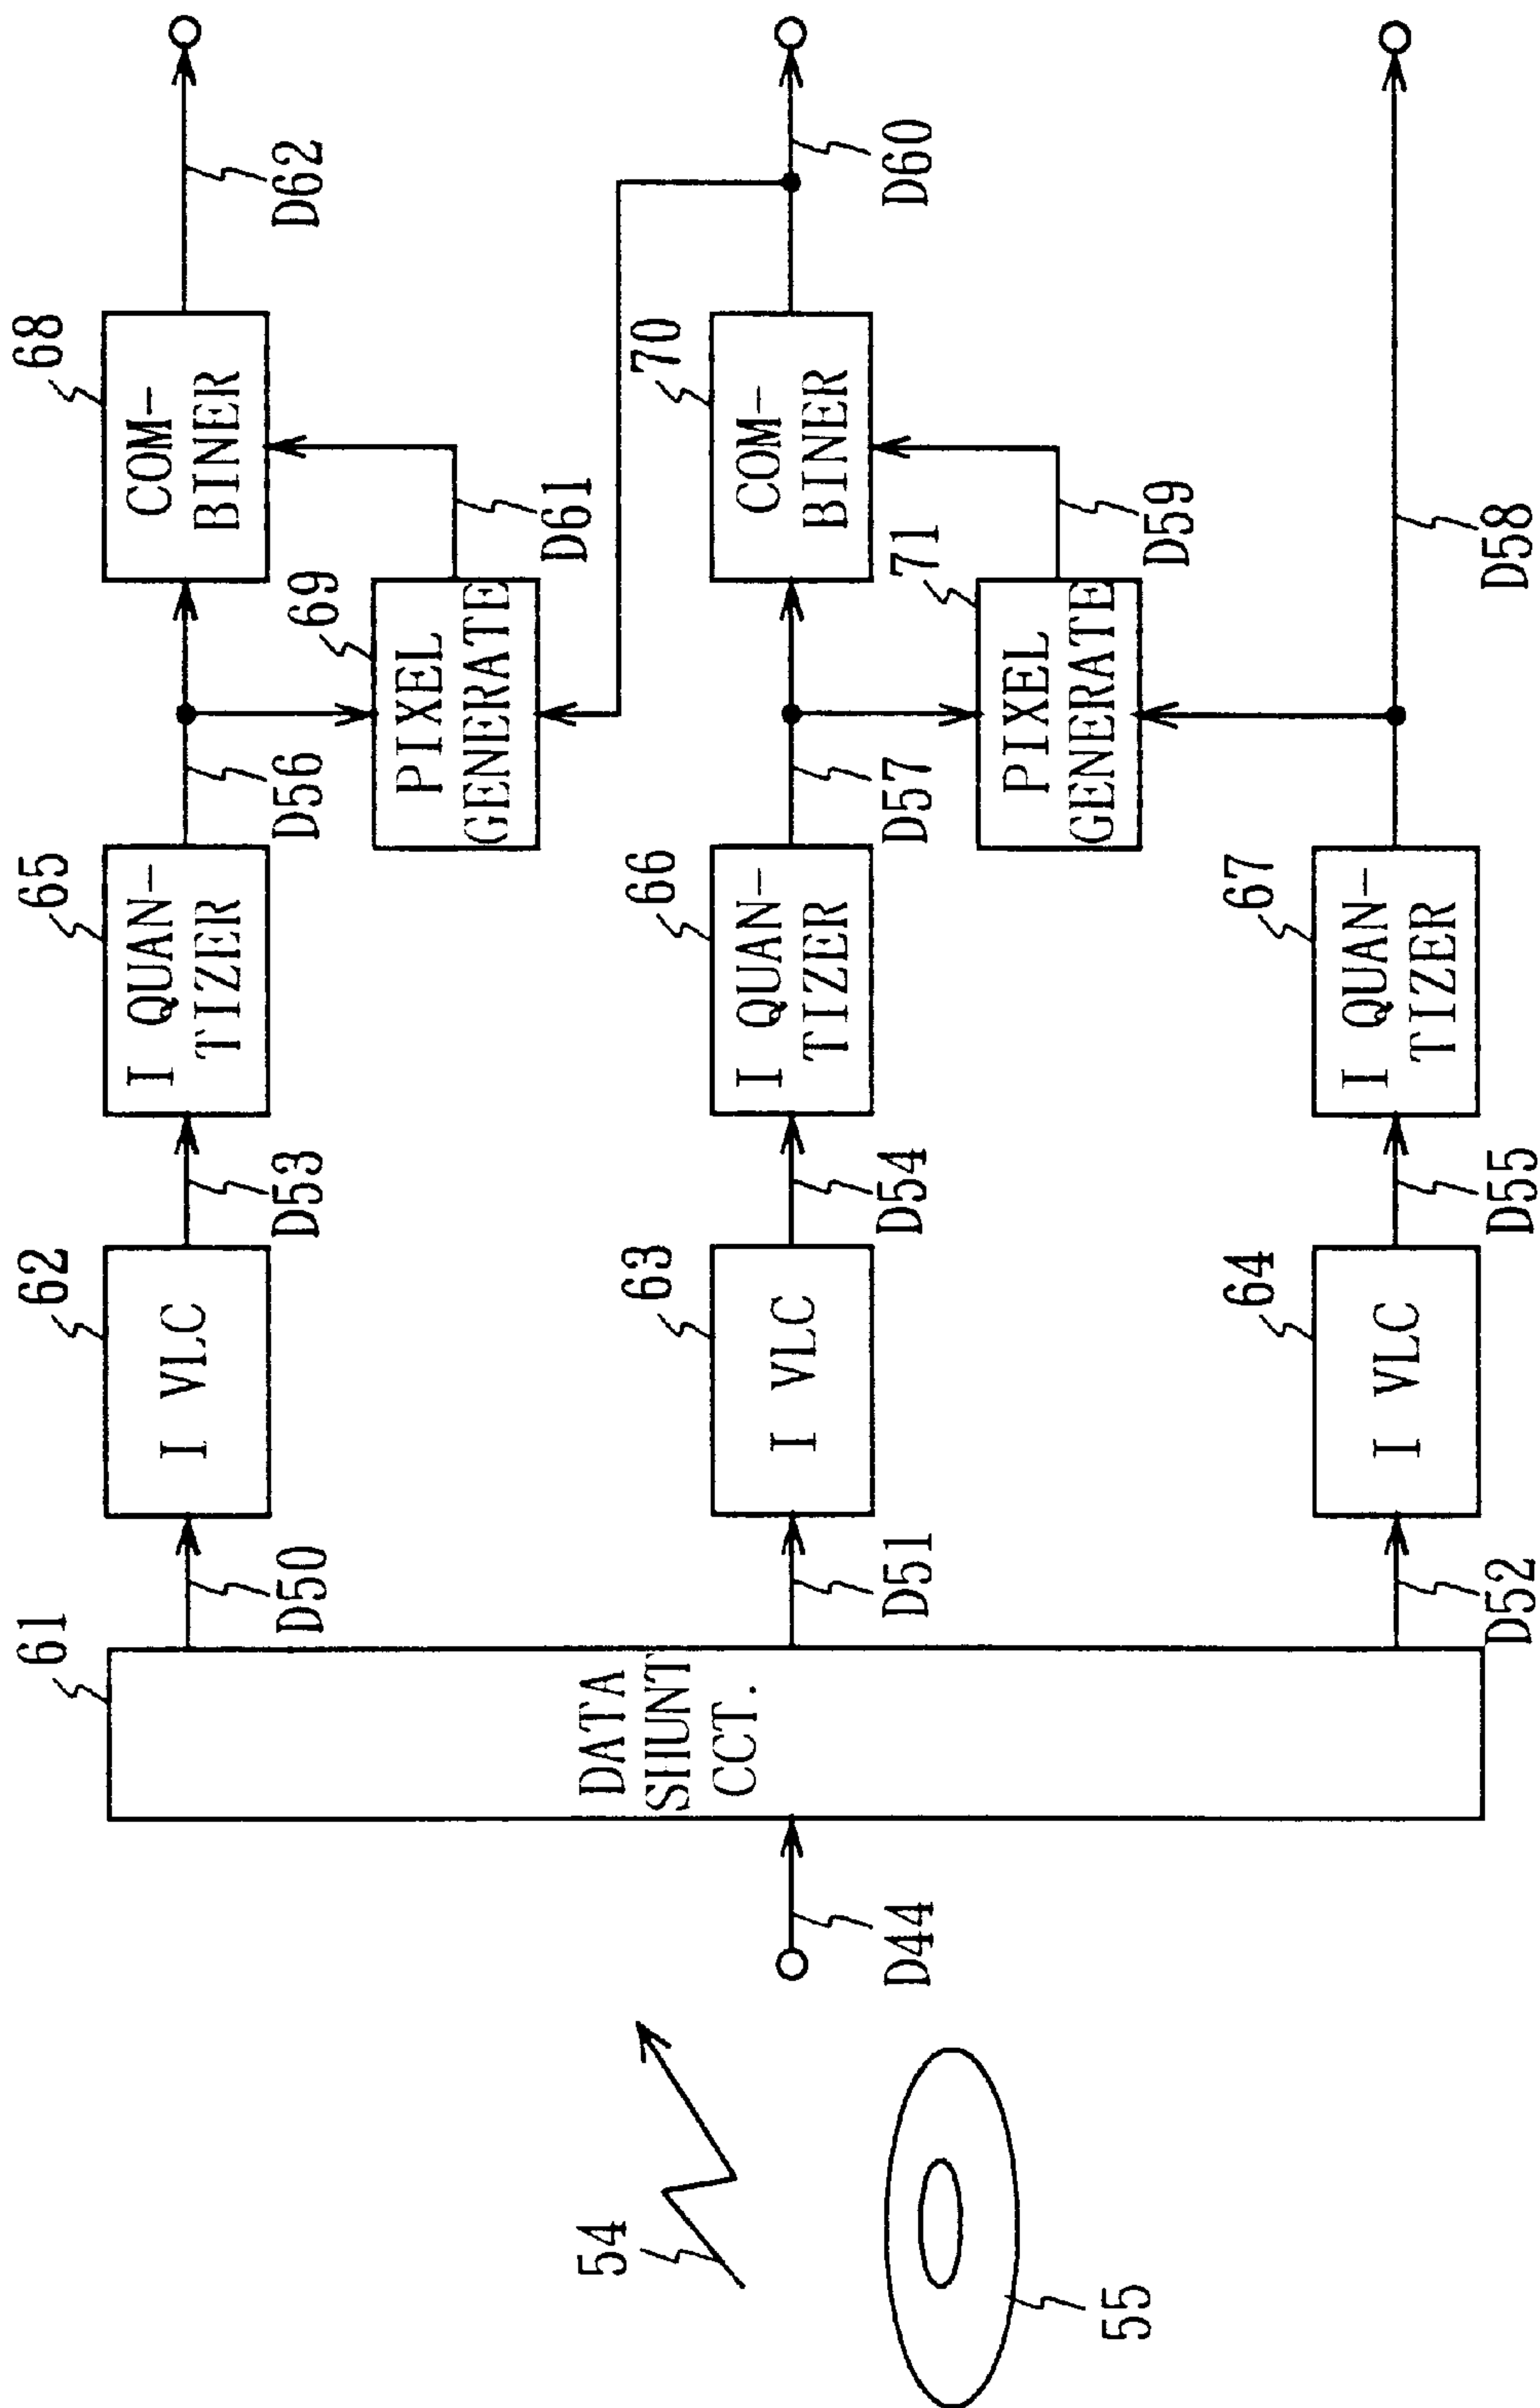 54
55
D44
61
DATA
SHUNT
CCT.
D50
62
I VLC
D53
65
I QUAN-
TIZER
D56
69
PIXEL
GENERATE
D61
68
COM-
BINER
D62
D51
63
I VLC
D54
66
I QUAN-
TIZER
D57
71
PIXEL
GENERATE
D59
70
COM-
BINER
D60
D52
64
I VLC
D55
67
I QUAN-
TIZER
D58